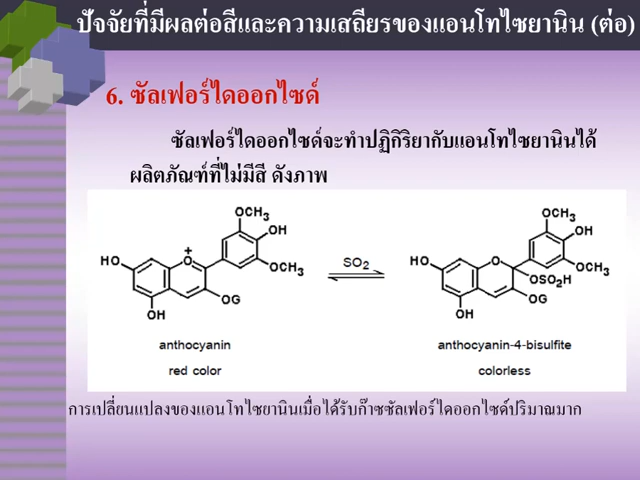 ปัจจัยที่มีผลต่อสีและความเสถียรของแอนโทไซยานิน (ต่อ)
6. ซัลเฟอร์ไดออกไซด์
ซัลเฟอร์ไดออกไซด์จะทำปฏิกิริยากับแอนโทไซยานินได้
ผลิตภัณฑ์ที่ไม่มีสี ดังภาพ
OCH3
OH
HO
+
O
OCH3
OG
OH
SO2
OCH3
OH
HO
O
OCH3
OSO2H
OG
OH
anthocyanin
anthocyanin-4-bisulfite
red color
colorless
การเปลี่ยนแปลงของแอนโทไซยานินเมื่อได้รับก๊าซซัลเฟอร์ไดออกไซด์ปริมาณมาก